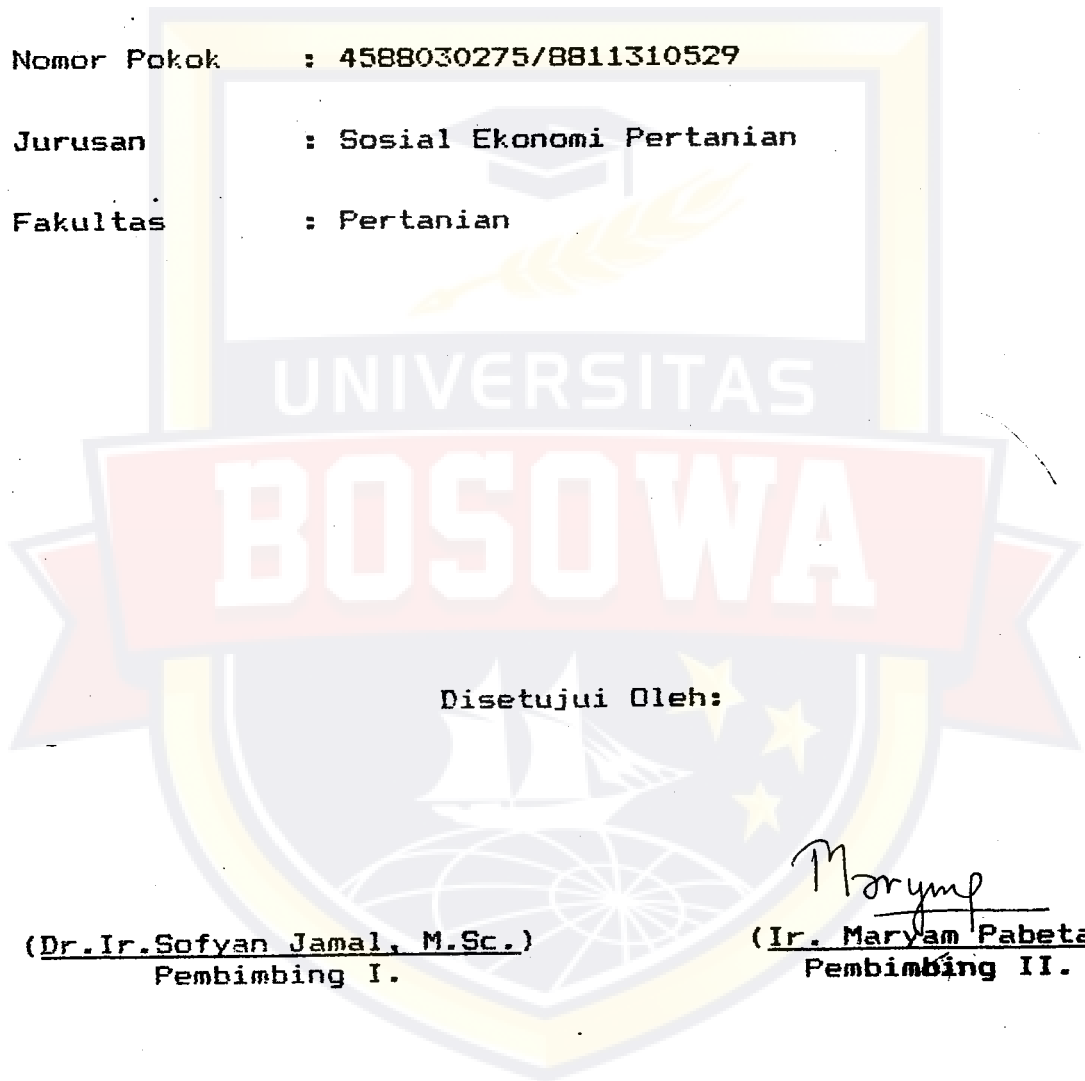 Nomor Pokok : 4588030275/8811310529
Jurusan : Sosial Ekonomi Pertanian
Fakultas : Pertanian
UNIVERSITAS
BOSOWA
Disetujui Oleh:
Marymp
(Dr.Ir.Sofyan Jamal, M.Sc.) (Ir. Maryam Pabeta
Pembimbing I. Pembimbing II.